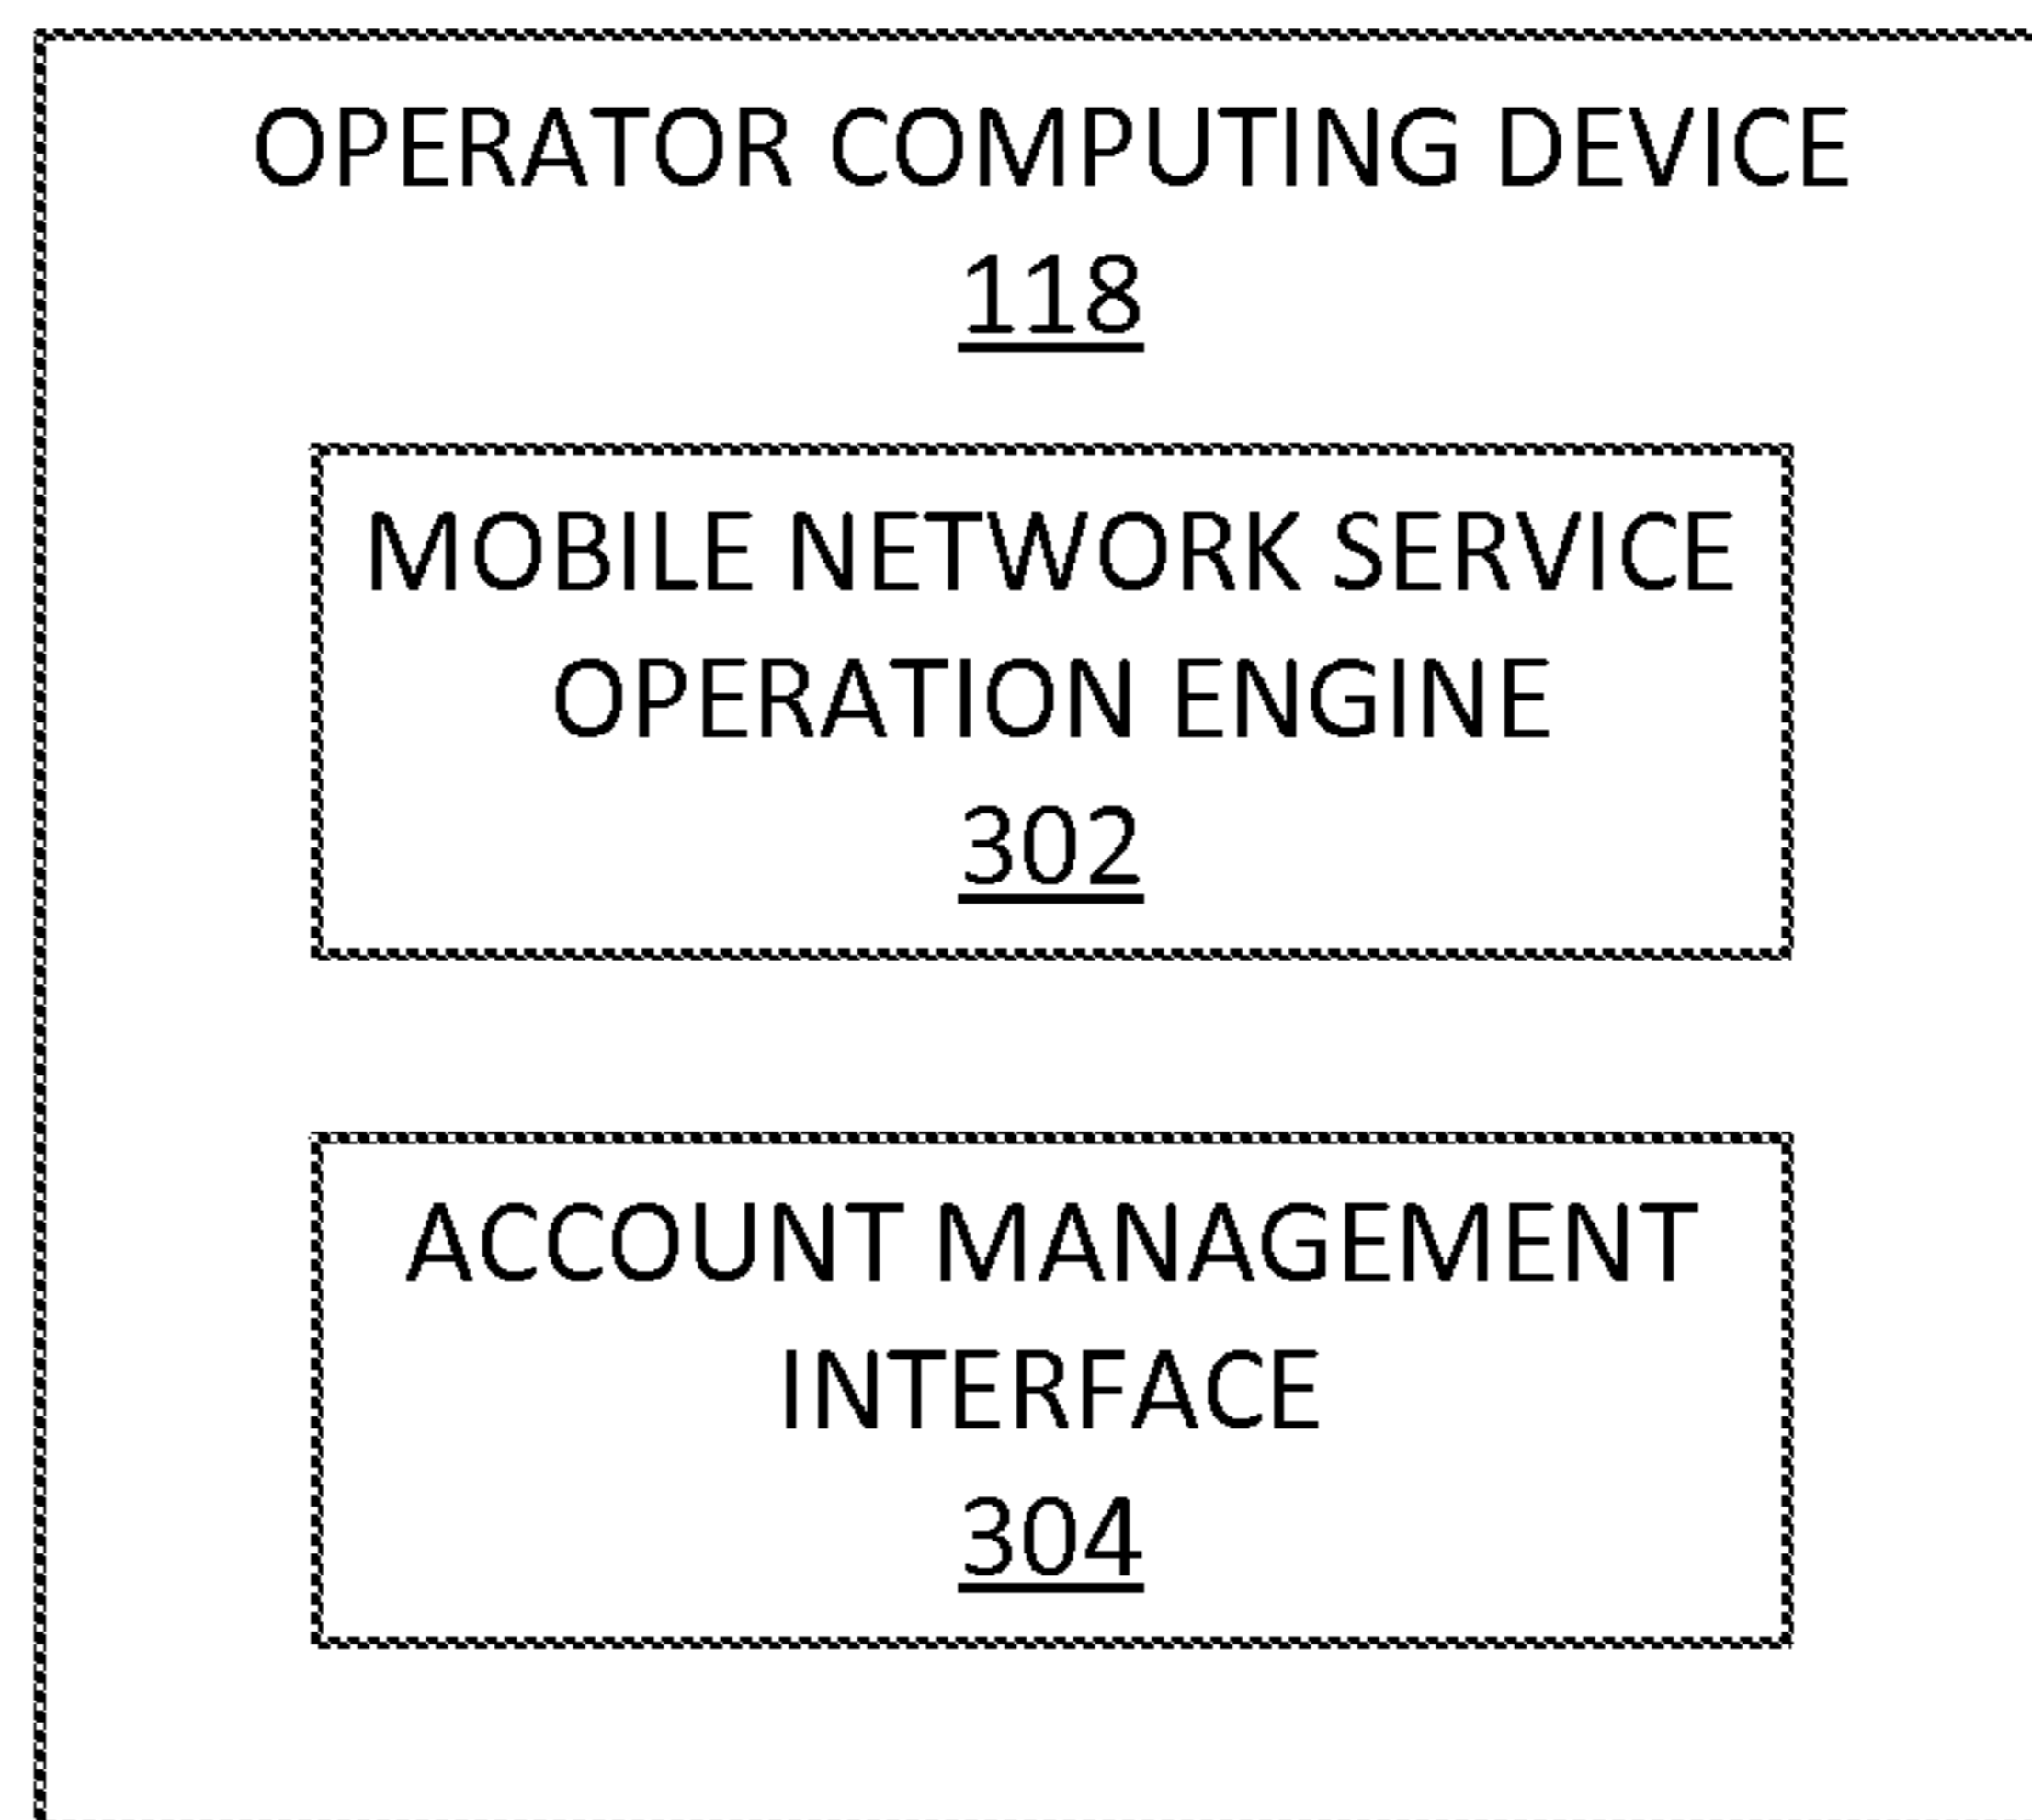 OPERATOR COMPUTING DEVICE
118
MOBILE NETWORK SERVICE
OPERATION ENGINE
302
ACCOUNT MANAGEMENT
INTERFACE
304